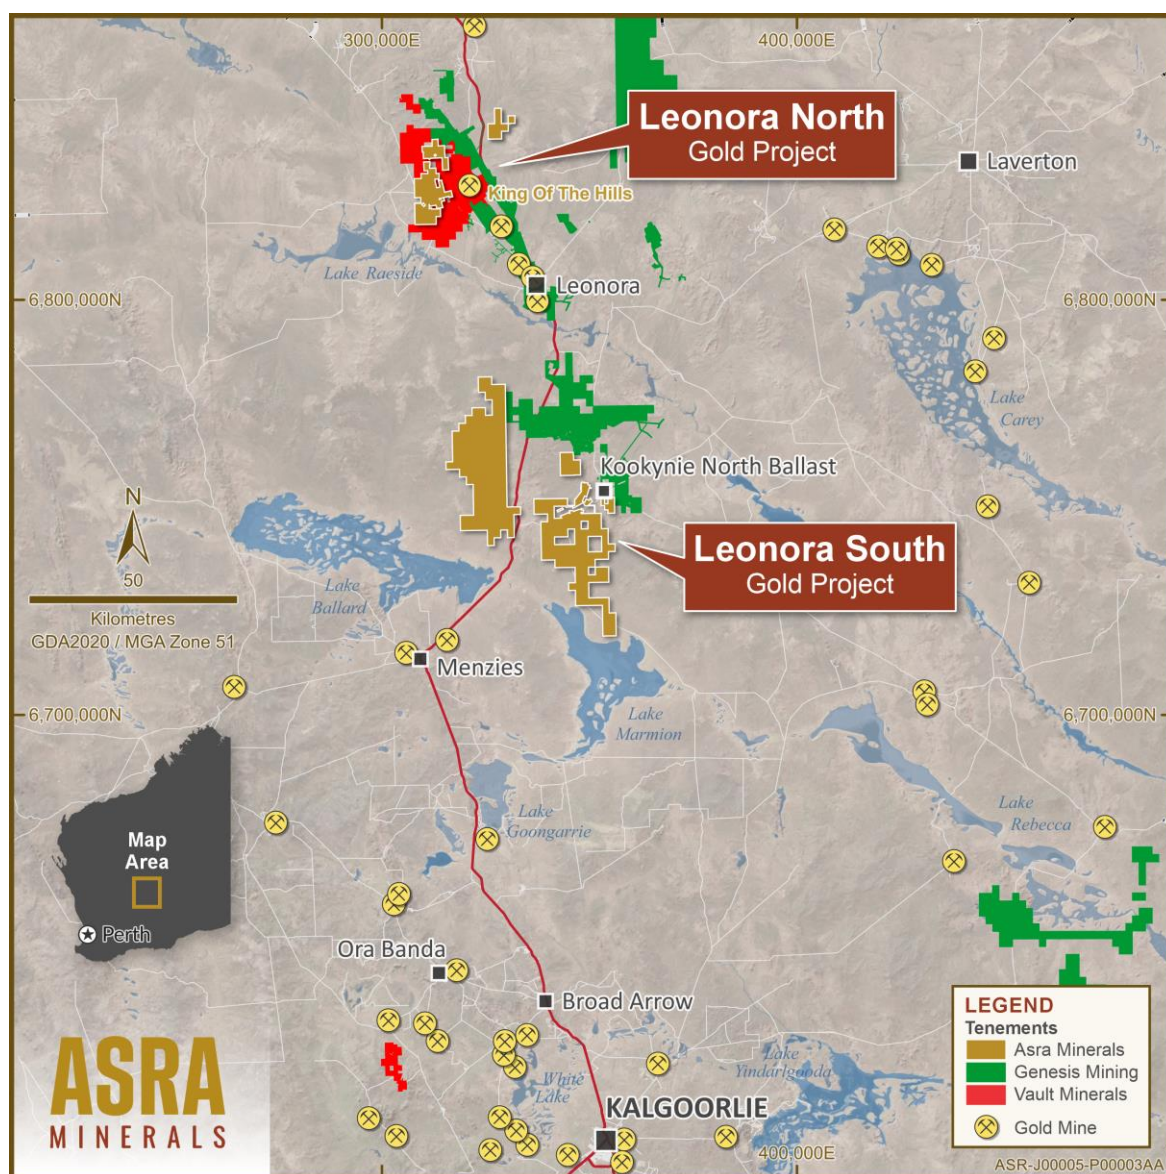 300,000E
400,000E
Leonora North
Gold Project
Laverton
King Of The Hills
Lake Raeside
Leonora
6,800,000N
6,800,000N
Lake
Carey
Kookynie North Ballast
N
50
Kilometres
GDA2020 / MGA Zone 51
Leonora South
Gold Project
Lake
Ballard
Menzies
6,700,000N
6,700,000N
Lake
Marmion
Lake
Goongarrie
Lake
Rebecca
Map
Area
Perth
Ora Banda
Broad Arrow
ASRA
MINERALS
White
Lake
Lake
Yindarlgooda
KALGOORLIE
LEGEND
Tenements
Asra Minerals
Genesis Mining
Vault Minerals
Gold Mine
400,000E
ASR-J00005-P00003AA